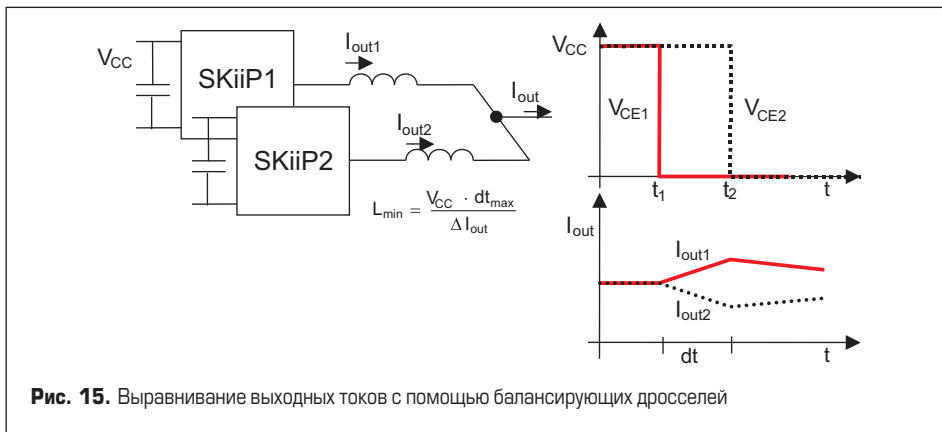 V_CC
SKiiP1
I_out1
I_out
SKiiP2
I_out2
L_min = V_CC · dt_max / Δ I_out
V_CC
V_CE1
V_CE2
t_1
t_2
t
I_out
I_out1
I_out2
dt
t
Рис. 15. Выравнивание выходных токов с помощью балансирующих дросселей